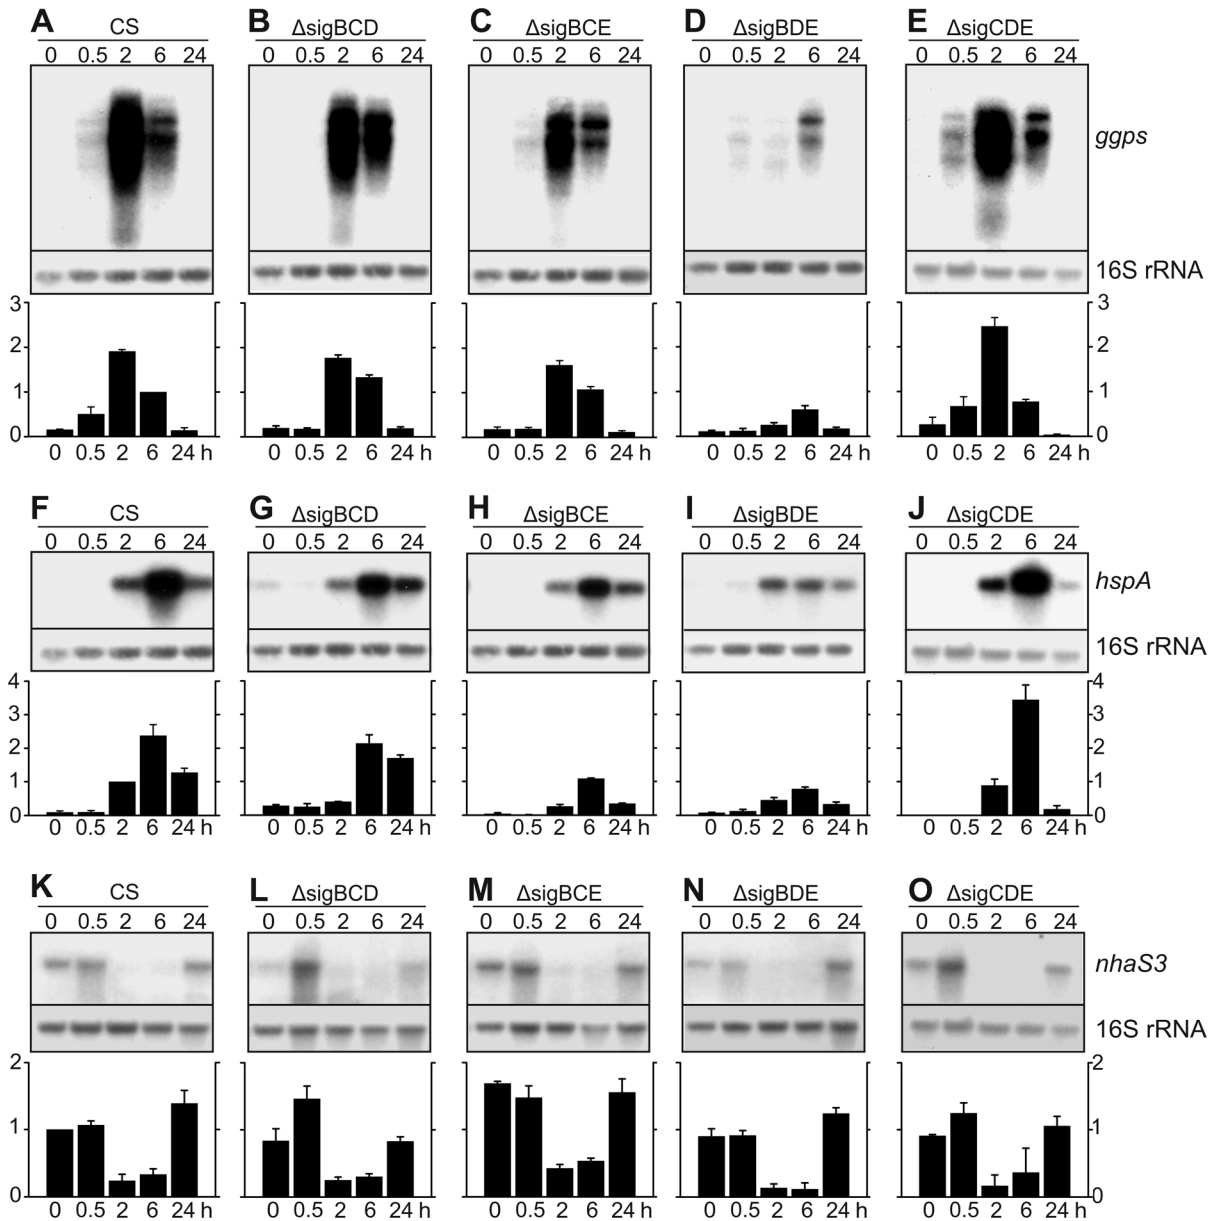 A CS B ΔsigBCD C ΔsigBCE D ΔsigBDE E ΔsigCDE
0 0.5 2 6 24 0 0.5 2 6 24 0 0.5 2 6 24 0 0.5 2 6 24 0 0.5 2 6 24
ggps
16S rRNA
3 3
2 2
1 1
0 0
0 0.5 2 6 24 h 0 0.5 2 6 24 h 0 0.5 2 6 24 h 0 0.5 2 6 24 h 0 0.5 2 6 24 h
F CS G ΔsigBCD H ΔsigBCE I ΔsigBDE J ΔsigCDE
0 0.5 2 6 24 0 0.5 2 6 24 0 0.5 2 6 24 0 0.5 2 6 24 0 0.5 2 6 24
hspA
16S rRNA
4 4
3 3
2 2
1 1
0 0
0 0.5 2 6 24 h 0 0.5 2 6 24 h 0 0.5 2 6 24 h 0 0.5 2 6 24 h 0 0.5 2 6 24 h
K CS L ΔsigBCD M ΔsigBCE N ΔsigBDE O ΔsigCDE
0 0.5 2 6 24 0 0.5 2 6 24 0 0.5 2 6 24 0 0.5 2 6 24 0 0.5 2 6 24
nhaS3
16S rRNA
2 2
1 1
0 0
0 0.5 2 6 24 h 0 0.5 2 6 24 h 0 0.5 2 6 24 h 0 0.5 2 6 24 h 0 0.5 2 6 24 h